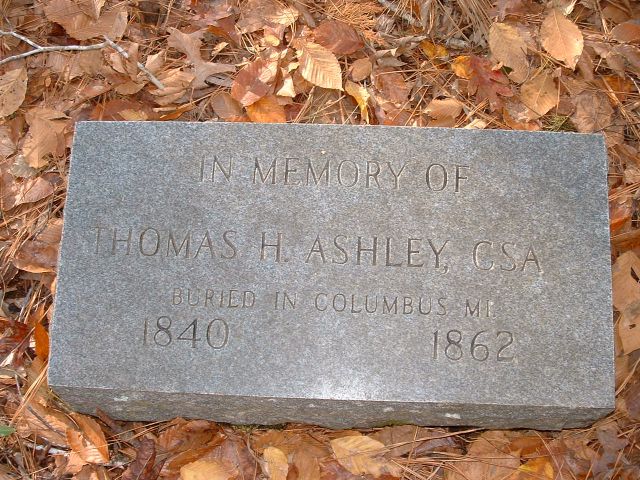 IN MEMORY OF
THOMAS H. ASHLEY, CSA
BURIED IN COLUMBUS MI.
1840 1862